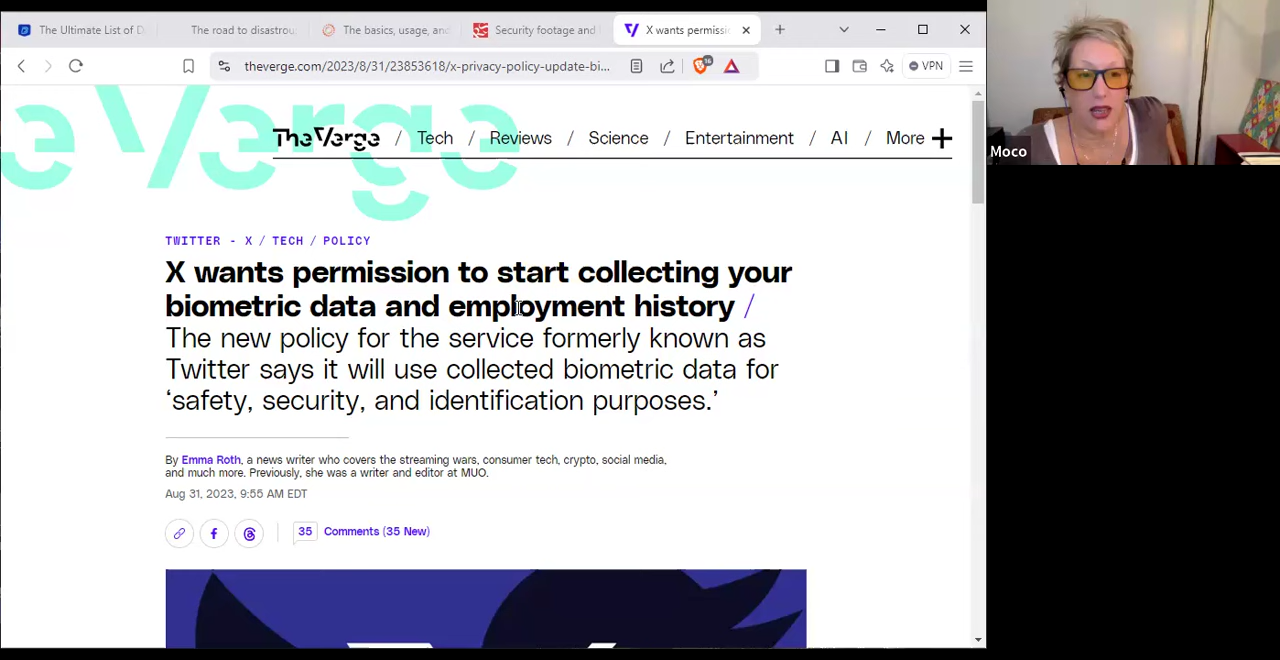 The Ultimate List of D
The road to disastrou
The basics, usage, an
Security footage and
X wants permissi
theverge.com/2023/8/31/23853618/x-privacy-policy-update-bi...
16
VPN
Moco
e Verge
TheVerge / Tech / Reviews / Science / Entertainment / AI / More +
TWITTER - X / TECH / POLICY
X wants permission to start collecting your
biometric data and employment history /
The new policy for the service formerly known as
Twitter says it will use collected biometric data for
‘safety, security, and identification purposes.’
By Emma Roth, a news writer who covers the streaming wars, consumer tech, crypto, social media,
and much more. Previously, she was a writer and editor at MUO.
Aug 31, 2023, 9:55 AM EDT
35 Comments (35 New)